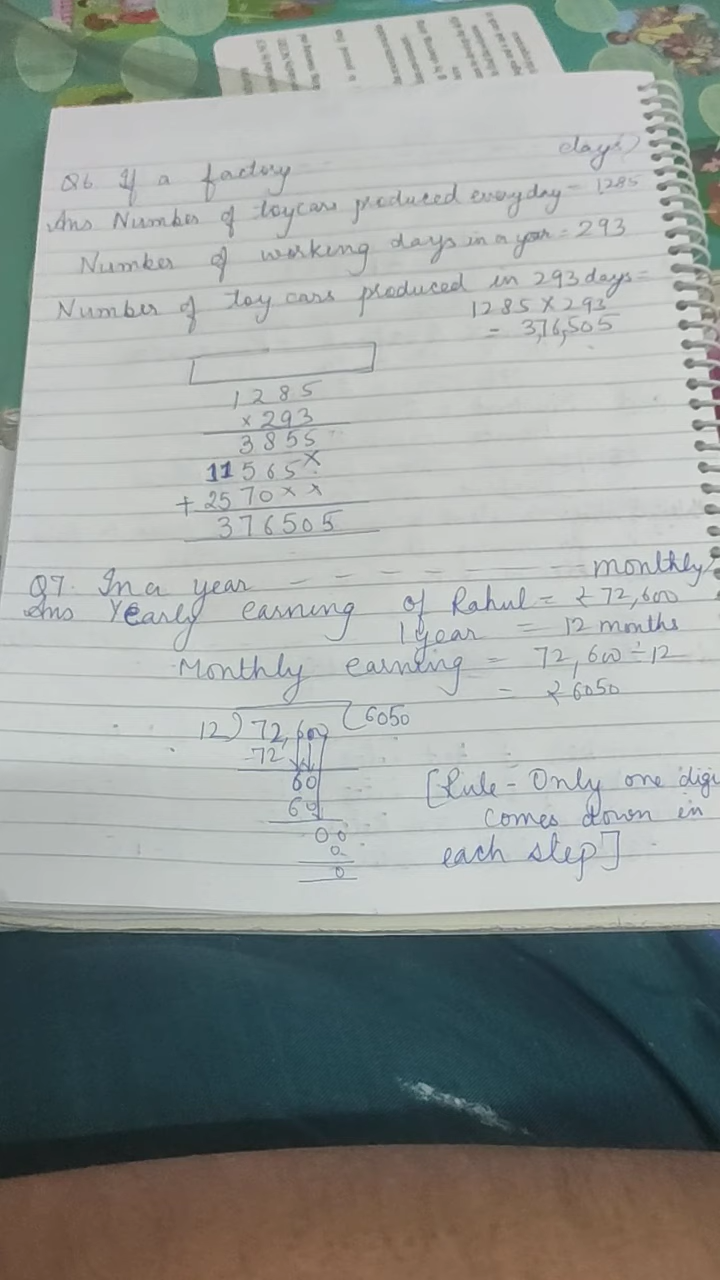 days)
Q6. If a factory
Ans Number of toycars produced everyday = 1285
Number of working days in a year = 293
Number of toy cars produced in 293 days =
1285 × 293
= 3,76,505
1285
× 293
3855
11565×
+ 2570××
376505
Q7. In a year – – – – – – – monthly
Ans Yearly earning of Rahul = ₹ 72,600
1 year = 12 months
Monthly earning = 72,600 ÷ 12
= ₹ 6050
12) 72,600 (6050
-72
60
60
00
0
0
[Rule - Only one digi
comes down in
each step]